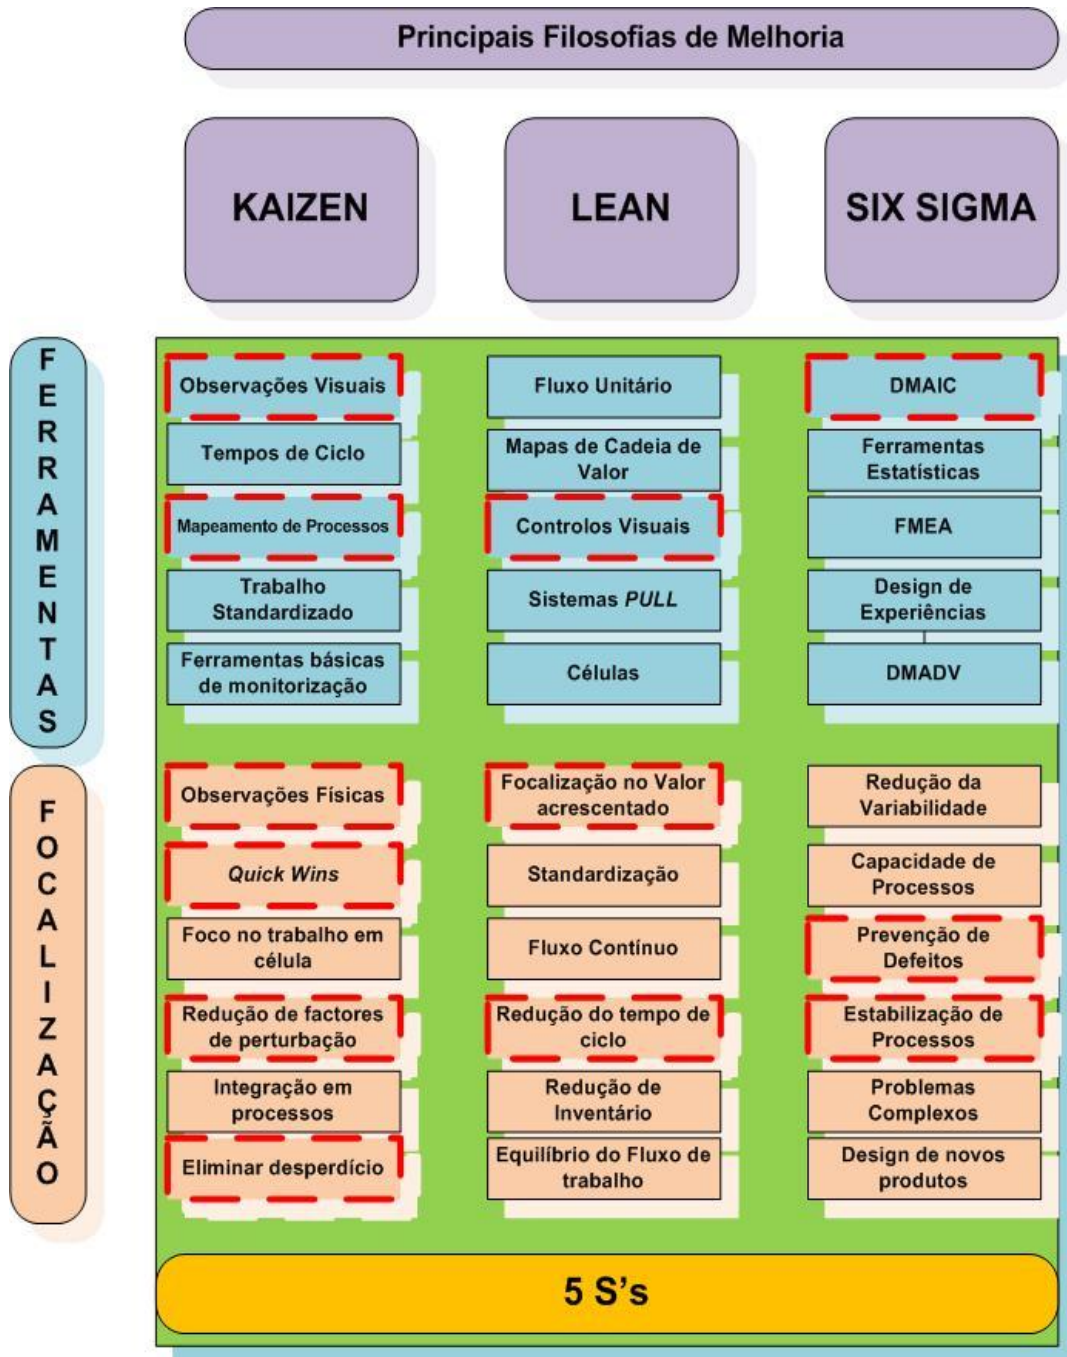 Principais Filosofias de Melhoria
KAIZEN
LEAN
SIX SIGMA
FERRAMENTAS
Observações Visuais
Fluxo Unitário
DMAIC
Tempos de Ciclo
Mapas de Cadeia de
Valor
Ferramentas
Estatísticas
Mapeamento de Processos
Controlos Visuais
FMEA
Trabalho
Standardizado
Sistemas PULL
Design de
Experiências
Ferramentas básicas
de monitorização
Células
DMADV
FOCALIZAÇÃO
Observações Físicas
Focalização no Valor
acrescentado
Redução da
Variabilidade
Quick Wins
Standardização
Capacidade de
Processos
Foco no trabalho em
célula
Fluxo Contínuo
Prevenção de
Defeitos
Redução de factores
de perturbação
Redução do tempo de
ciclo
Estabilização de
Processos
Integração em
processos
Redução de
Inventário
Problemas
Complexos
Eliminar desperdício
Equilíbrio do Fluxo de
trabalho
Design de novos
produtos
5 S's